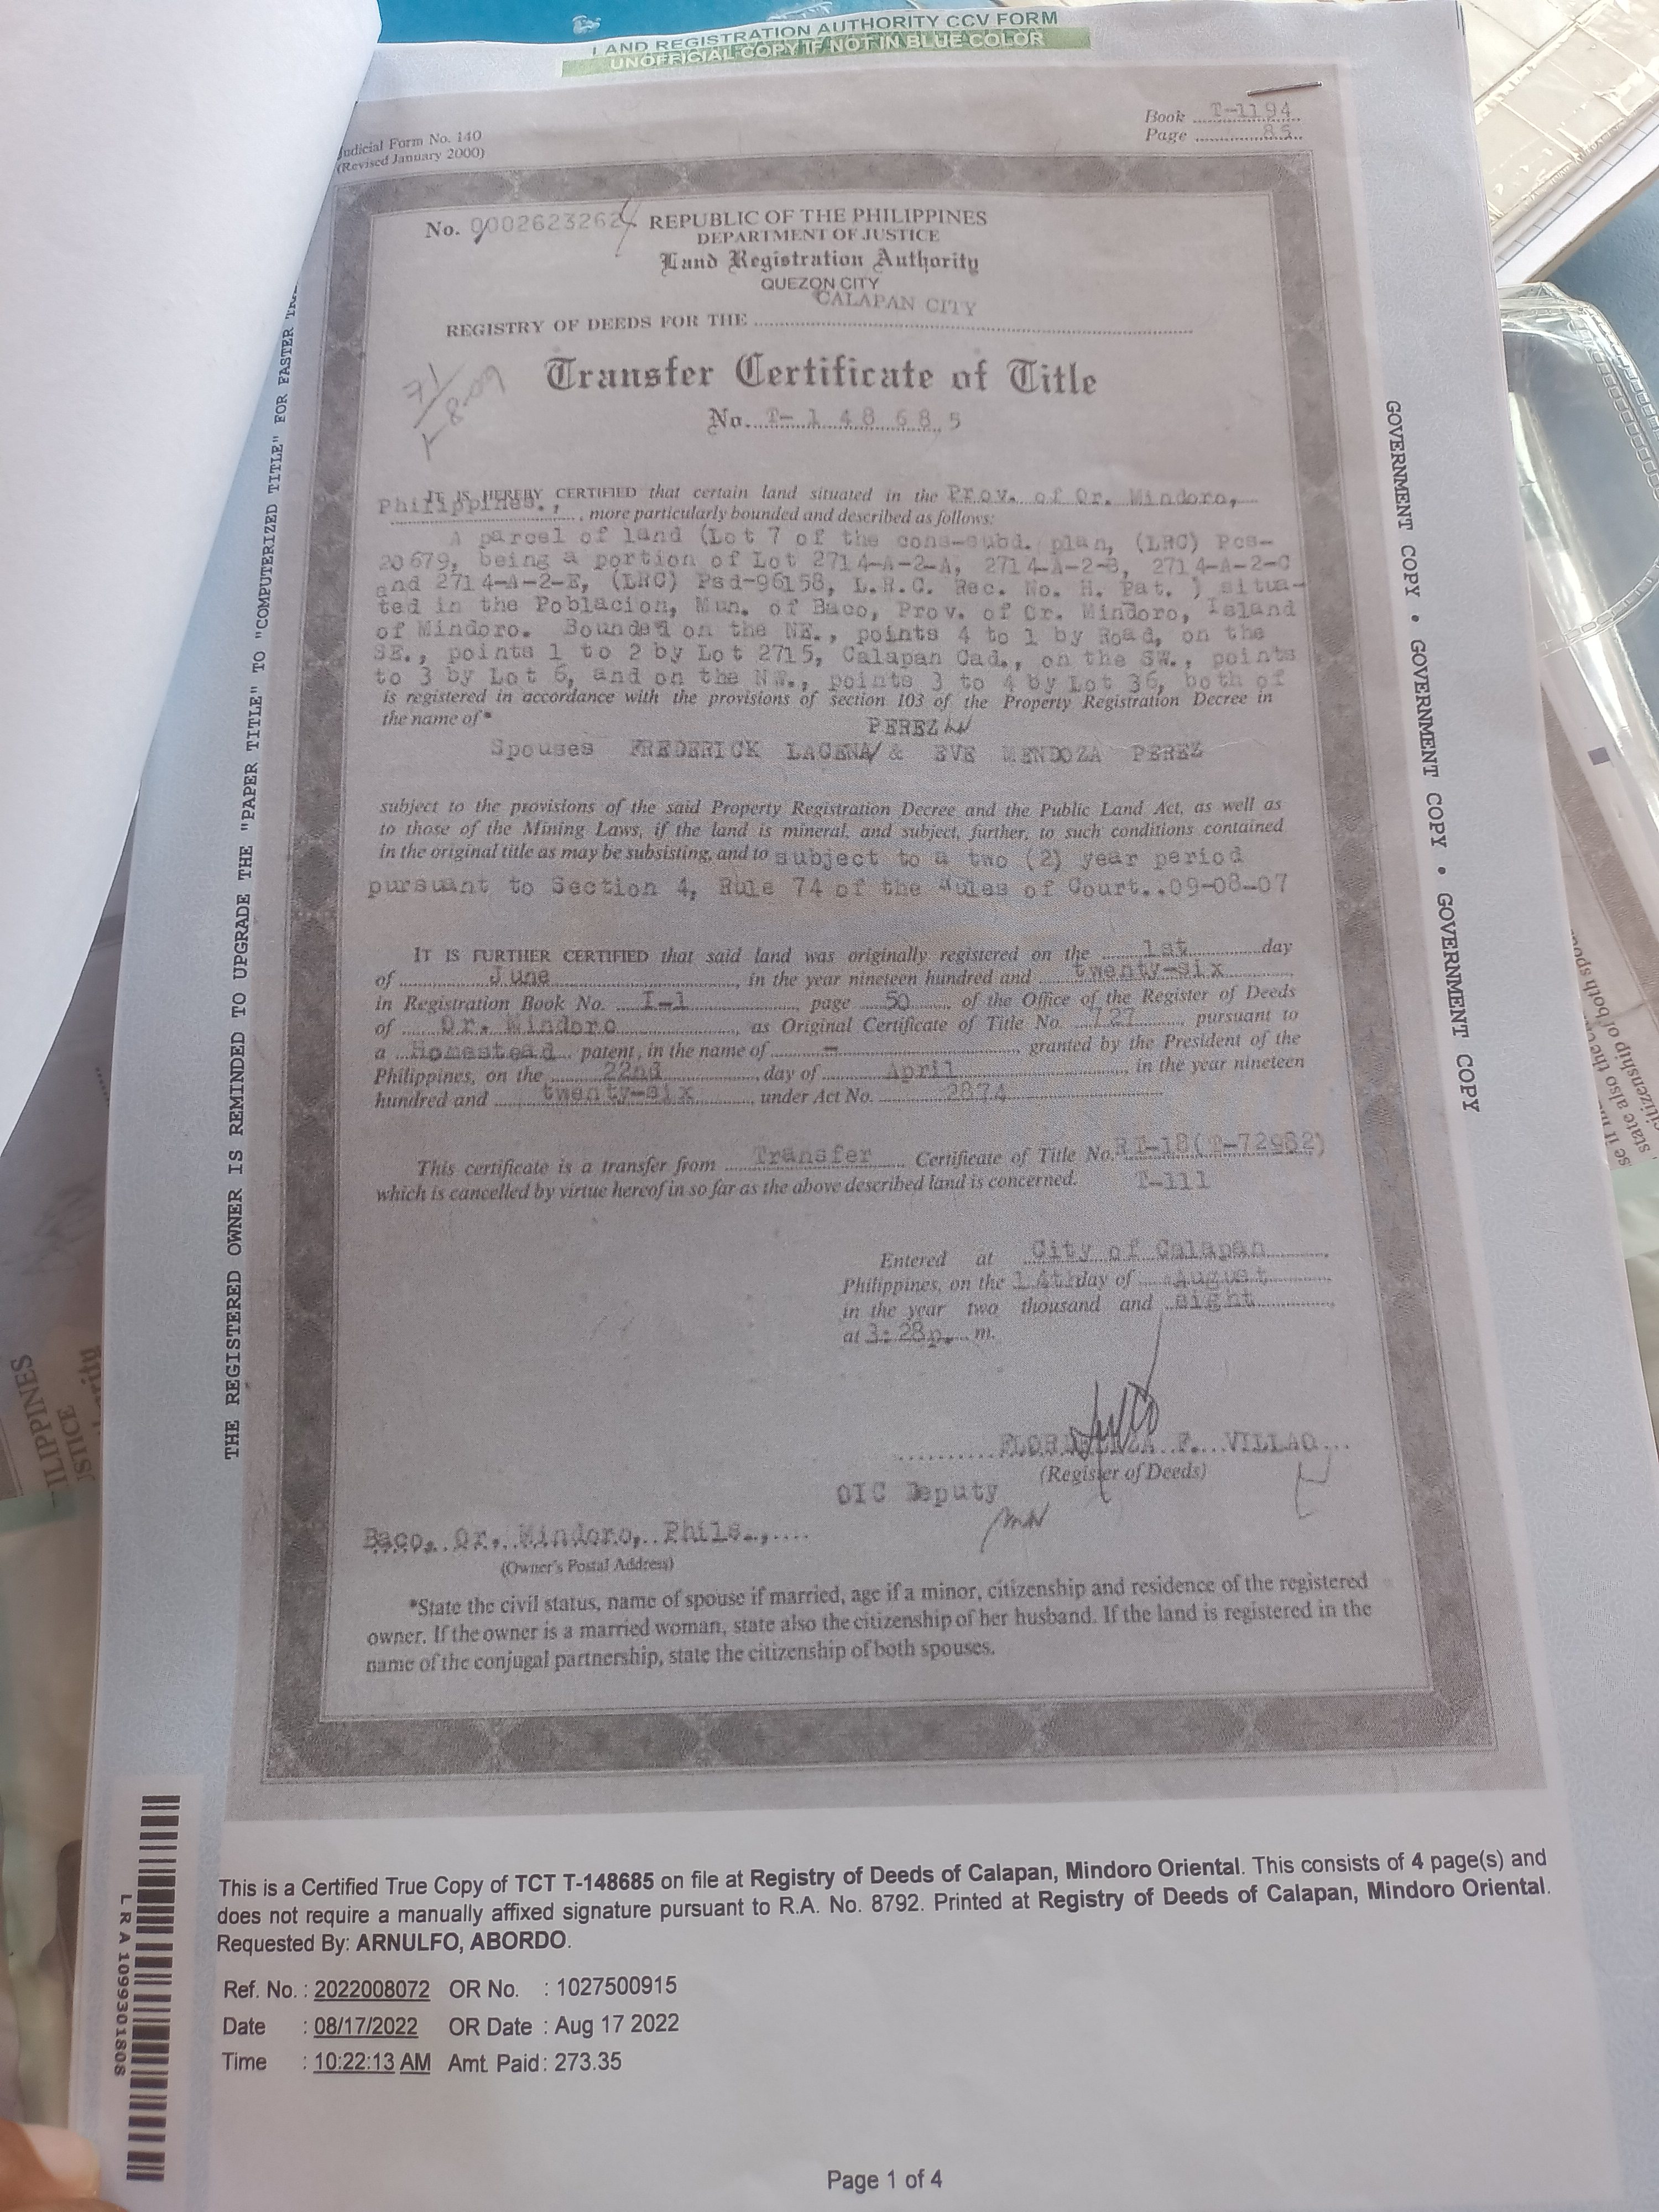 LAND REGISTRATION AUTHORITY CCV FORM
UNOFFICIAL COPY IF NOT IN BLUE COLOR
Book T-1194
Page 85
Judicial Form No. 140
(Revised January 2000)
No. 0002623262 REPUBLIC OF THE PHILIPPINES
DEPARTMENT OF JUSTICE
Land Registration Authority
QUEZON CITY
CALAPAN CITY
REGISTRY OF DEEDS FOR THE
Transfer Certificate of Title
No. T-148685
IT IS HEREBY CERTIFIED that certain land situated in the Prov. of Or. Mindoro,
Philippines., , more particularly bounded and described as follows:
A parcel of land (Lot 7 of the cons-subd. plan, (LRC) Pcs-
20679, being a portion of Lot 2714-A-2-A, 2714-A-2-B, 2714-A-2-C
and 2714-A-2-E, (LRC) Psd-96158, L.R.C. Rec. No. H. Pat. ) situa-
ted in the Poblacion, Mun. of Baco, Prov. of Or. Mindoro, Island
of Mindoro. Bounded on the NE., points 4 to 1 by Road, on the
SE., points 1 to 2 by Lot 2715, Calapan Cad., on the SW., points
to 3 by Lot 6, and on the NW., points 3 to 4 by Lot 36, both of
is registered in accordance with the provisions of section 103 of the Property Registration Decree in
the name of*
PEREZ
Spouses FREDERICK LACENA & EVE MENDOZA PEREZ
subject to the provisions of the said Property Registration Decree and the Public Land Act, as well as
to those of the Mining Laws, if the land is mineral, and subject, further, to such conditions contained
in the original title as may be subsisting, and to subject to a two (2) year period
pursuant to Section 4, Rule 74 of the Rules of Court..09-08-07
IT IS FURTHER CERTIFIED that said land was originally registered on the 1st day
of June , in the year nineteen hundred and twenty-six ,
in Registration Book No. I-1 , page 50 of the Office of the Register of Deeds
of Or. Mindoro , as Original Certificate of Title No. 727 , pursuant to
a Homestead patent, in the name of - , granted by the President of the
Philippines, on the 22nd , day of April , in the year nineteen
hundred and twenty-six , under Act No. 2874
This certificate is a transfer from Transfer Certificate of Title No. RT-18(T-72982)
which is cancelled by virtue hereof in so far as the above described land is concerned. T-111
Entered at City of Calapan
Philippines, on the 14th day of August
in the year two thousand and eight ,
at 3:28p. m.
F. VILLAO
(Register of Deeds)
OIC Deputy
Baco, Or. Mindoro, Phils.,
(Owner's Postal Address)
*State the civil status, name of spouse if married, age if a minor, citizenship and residence of the registered
owner. If the owner is a married woman, state also the citizenship of her husband. If the land is registered in the
name of the conjugal partnership, state the citizenship of both spouses.
THE REGISTERED OWNER IS REMINDED TO UPGRADE THE "PAPER TITLE" TO "COMPUTERIZED TITLE" FOR FASTER
GOVERNMENT COPY • GOVERNMENT COPY • GOVERNMENT COPY
LRA 1099301808
This is a Certified True Copy of TCT T-148685 on file at Registry of Deeds of Calapan, Mindoro Oriental. This consists of 4 page(s) and
does not require a manually affixed signature pursuant to R.A. No. 8792. Printed at Registry of Deeds of Calapan, Mindoro Oriental.
Requested By: ARNULFO, ABORDO.
Ref. No. : 2022008072 OR No. : 1027500915
Date : 08/17/2022 OR Date : Aug 17 2022
Time : 10:22:13 AM Amt. Paid : 273.35
Page 1 of 4